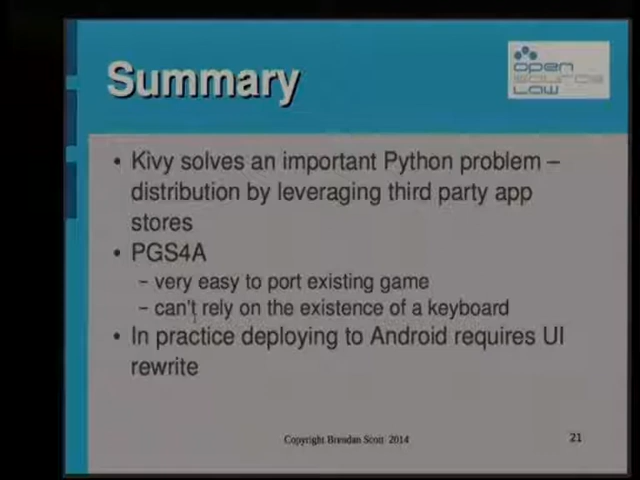 Summary
open
source
Law
• Kivy solves an important Python problem –
distribution by leveraging third party app
stores
• PGS4A
– very easy to port existing game
– can't rely on the existence of a keyboard
• In practice deploying to Android requires UI
rewrite
Copyright Brendan Scott 2014
21